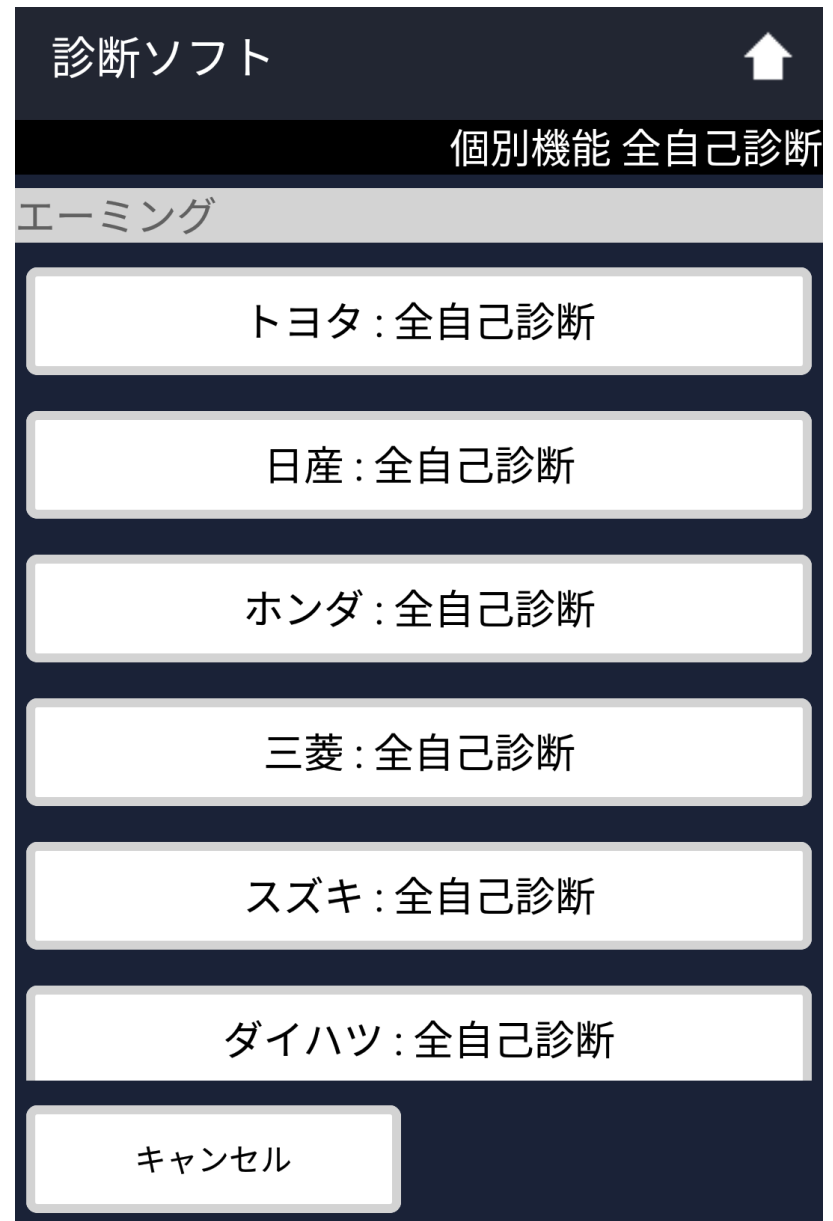 診断ソフト
個別機能 全自己診断
エーミング
トヨタ : 全自己診断
日産 : 全自己診断
ホンダ : 全自己診断
三菱 : 全自己診断
スズキ : 全自己診断
ダイハツ : 全自己診断
キャンセル